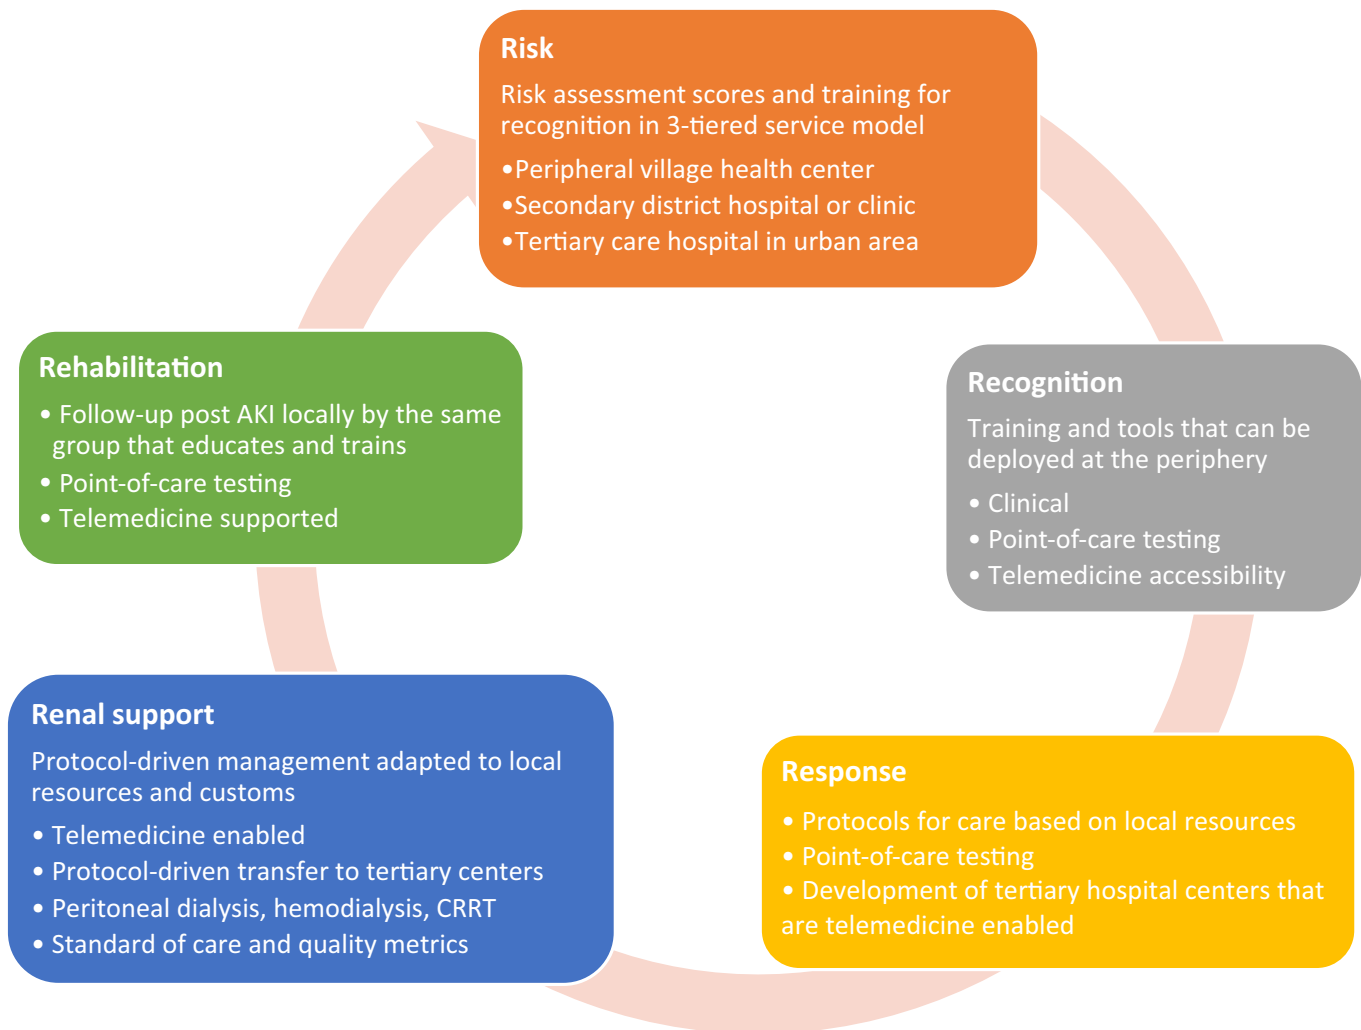 Risk
Risk assessment scores and training for
recognition in 3-tiered service model
•Peripheral village health center
•Secondary district hospital or clinic
•Tertiary care hospital in urban area
Recognition
Training and tools that can be
deployed at the periphery
• Clinical
• Point-of-care testing
• Telemedicine accessibility
Response
• Protocols for care based on local resources
• Point-of-care testing
• Development of tertiary hospital centers that
are telemedicine enabled
Renal support
Protocol-driven management adapted to local
resources and customs
• Telemedicine enabled
• Protocol-driven transfer to tertiary centers
• Peritoneal dialysis, hemodialysis, CRRT
• Standard of care and quality metrics
Rehabilitation
• Follow-up post AKI locally by the same
group that educates and trains
• Point-of-care testing
• Telemedicine supported